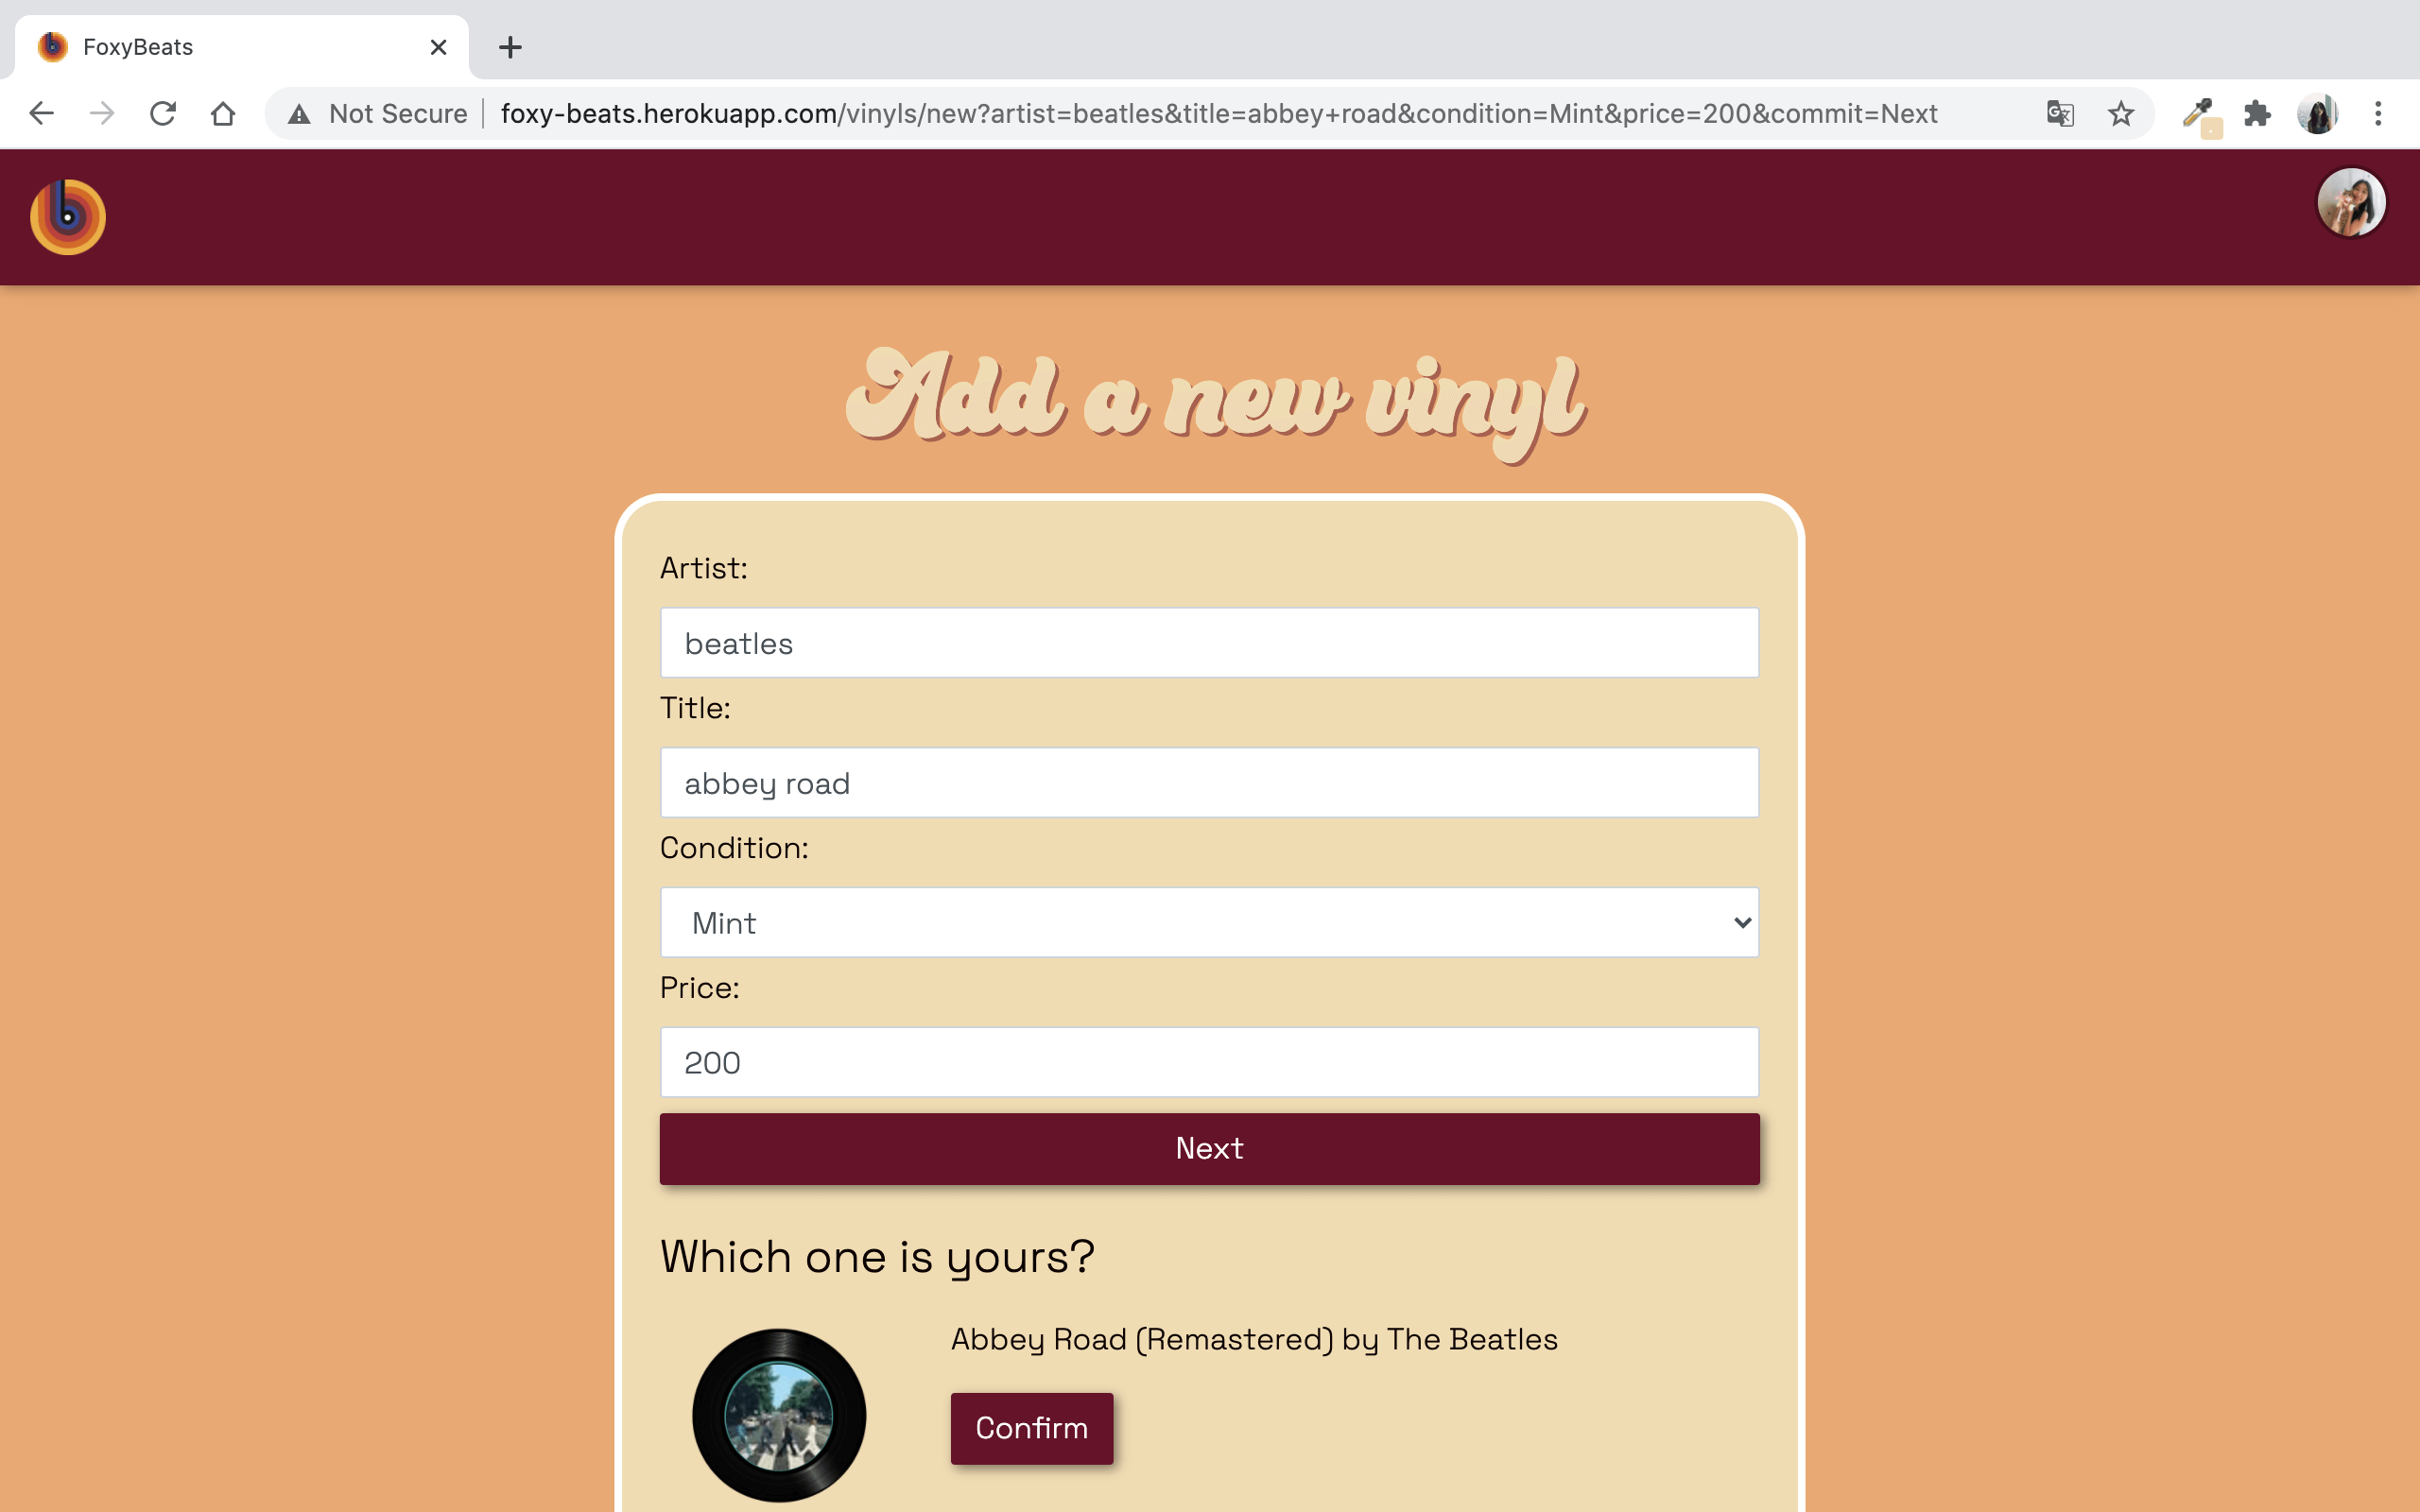 FoxyBeats
Not Secure
foxy-beats.herokuapp.com/vinyls/new?artist=beatles&title=abbey+road&condition=Mint&price=200&commit=Next
Add a new vinyl
Artist:
beatles
Title:
abbey road
Condition:
Mint
Price:
200
Next
Which one is yours?
Abbey Road (Remastered) by The Beatles
Confirm